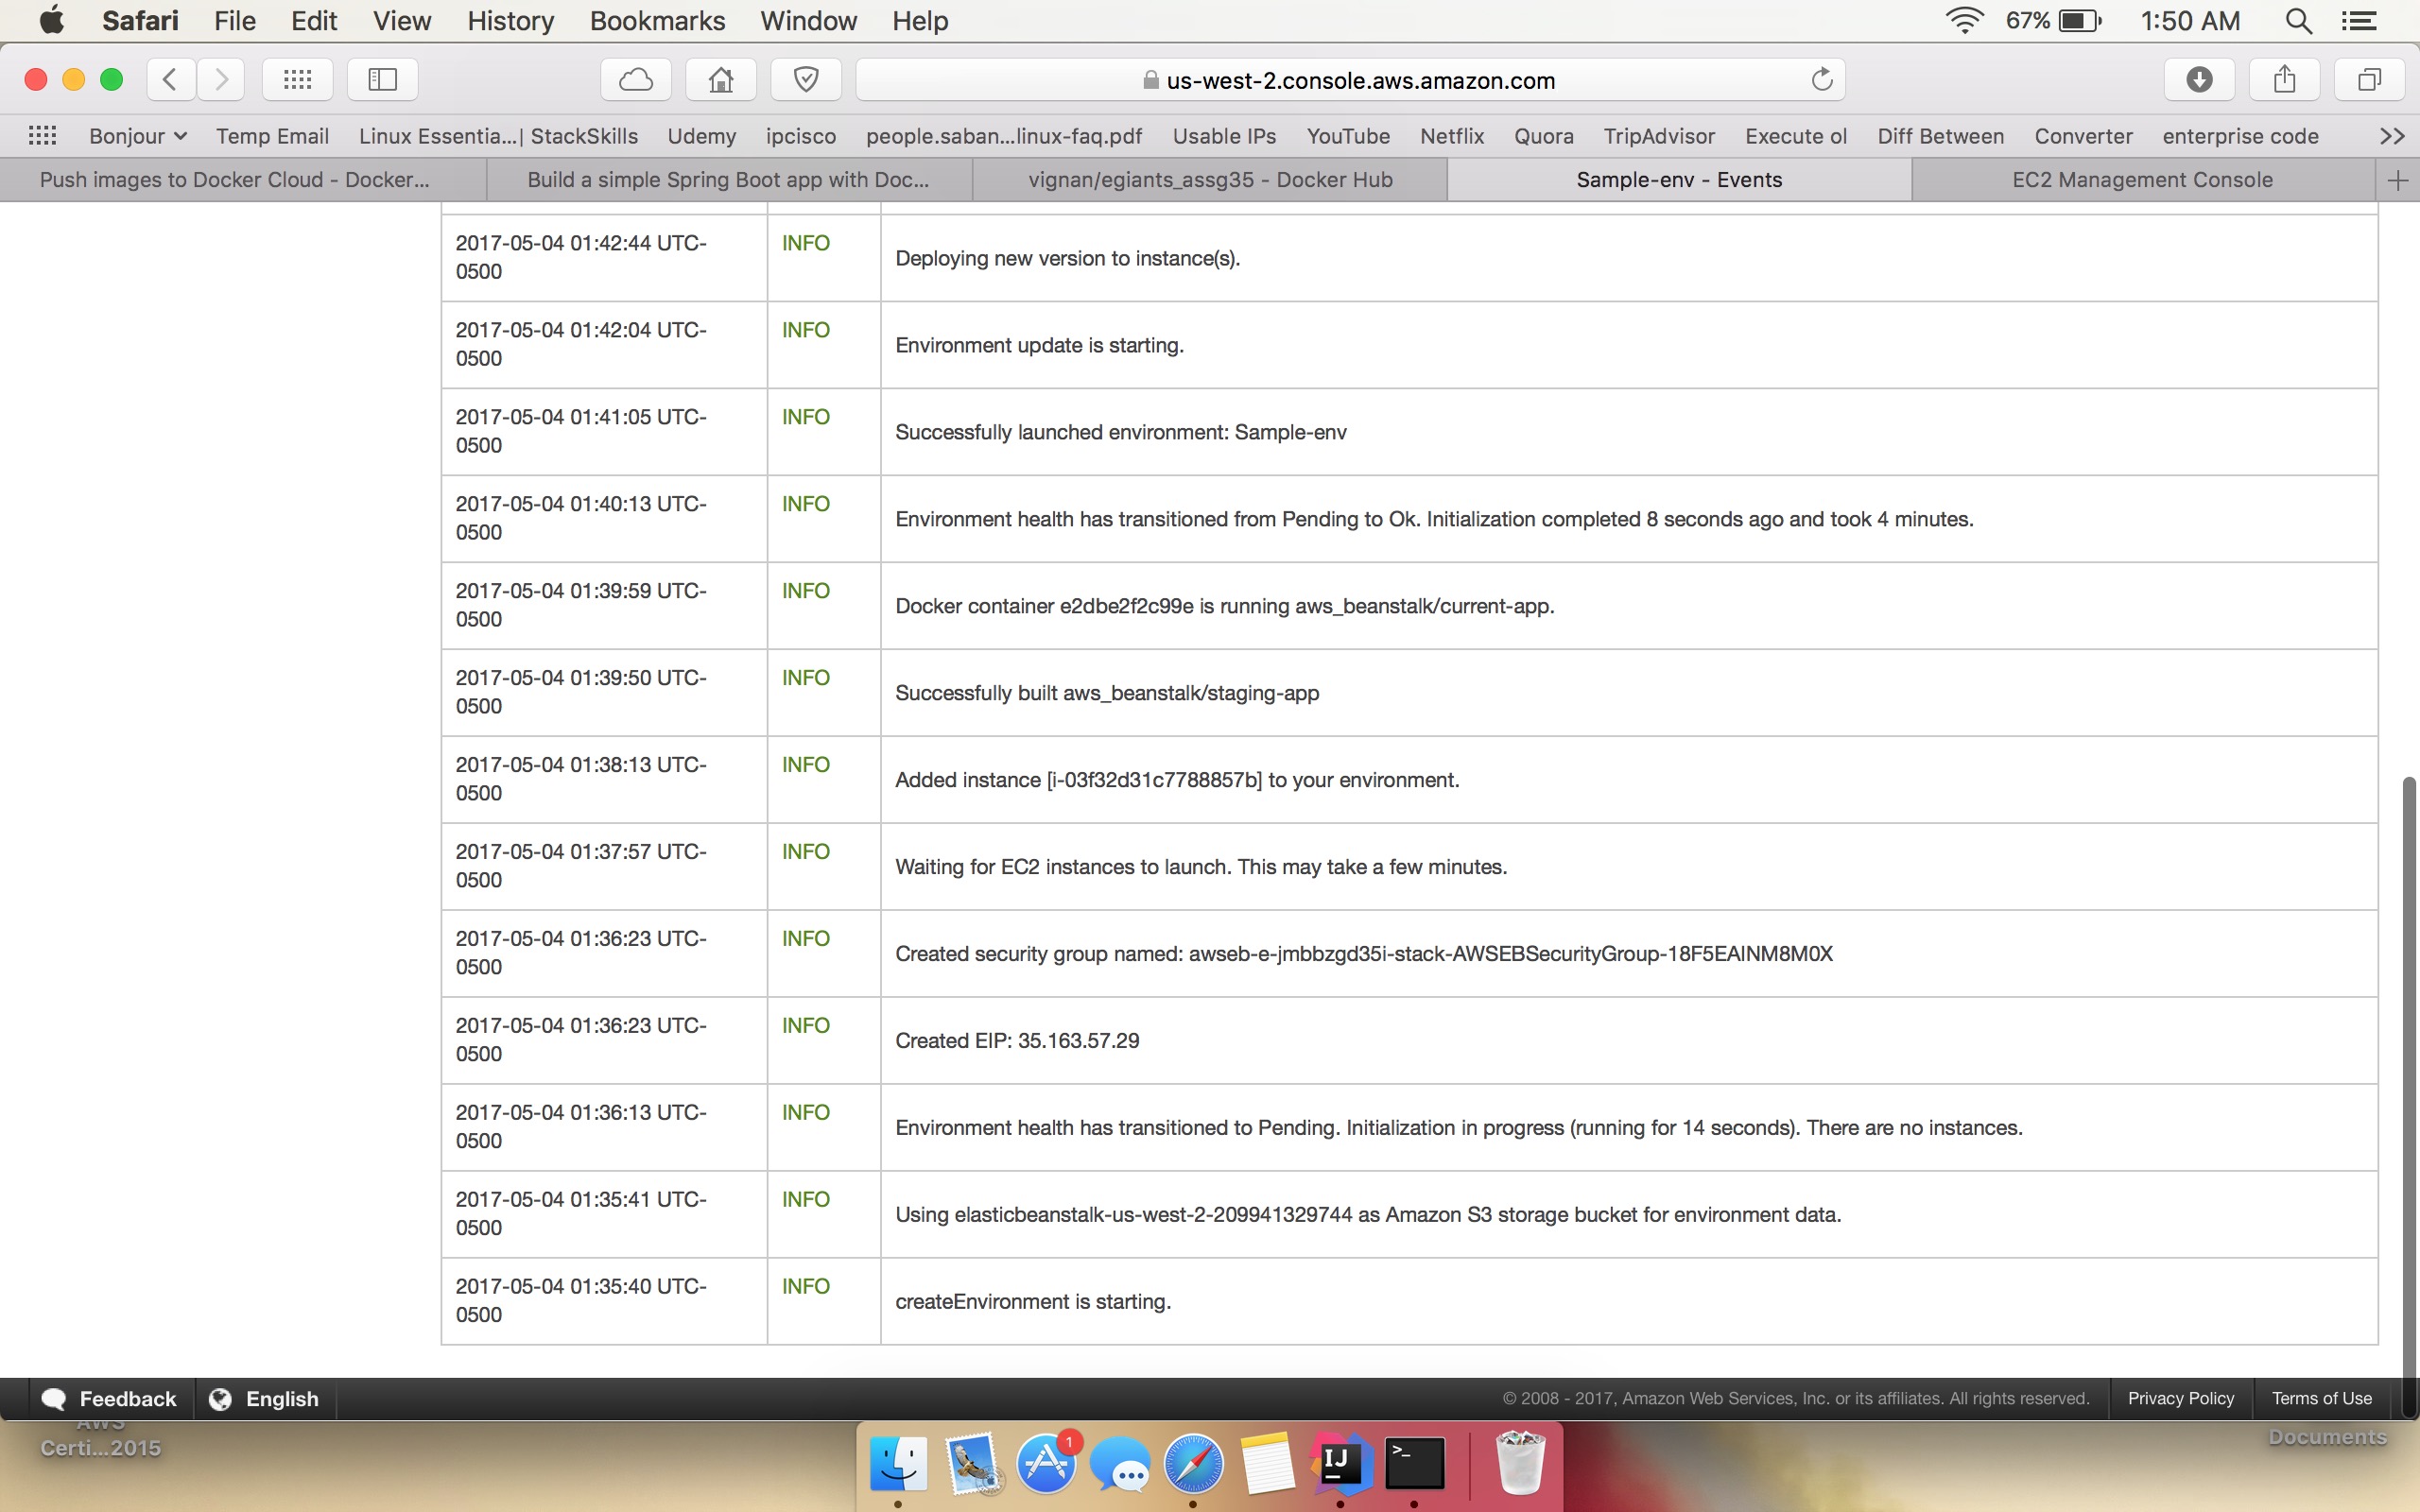 Safari File Edit View History Bookmarks Window Help 67% 1:50 AM
us-west-2.console.aws.amazon.com
Bonjour Temp Email Linux Essentia...| StackSkills Udemy ipcisco people.saban...linux-faq.pdf Usable IPs YouTube Netflix Quora TripAdvisor Execute ol Diff Between Converter enterprise code
Push images to Docker Cloud - Docker... Build a simple Spring Boot app with Doc... vignan/egiants_assg35 - Docker Hub Sample-env - Events EC2 Management Console
2017-05-04 01:42:44 UTC-
0500
INFO
Deploying new version to instance(s).
2017-05-04 01:42:04 UTC-
0500
INFO
Environment update is starting.
2017-05-04 01:41:05 UTC-
0500
INFO
Successfully launched environment: Sample-env
2017-05-04 01:40:13 UTC-
0500
INFO
Environment health has transitioned from Pending to Ok. Initialization completed 8 seconds ago and took 4 minutes.
2017-05-04 01:39:59 UTC-
0500
INFO
Docker container e2dbe2f2c99e is running aws_beanstalk/current-app.
2017-05-04 01:39:50 UTC-
0500
INFO
Successfully built aws_beanstalk/staging-app
2017-05-04 01:38:13 UTC-
0500
INFO
Added instance [i-03f32d31c7788857b] to your environment.
2017-05-04 01:37:57 UTC-
0500
INFO
Waiting for EC2 instances to launch. This may take a few minutes.
2017-05-04 01:36:23 UTC-
0500
INFO
Created security group named: awseb-e-jmbbzgd35i-stack-AWSEBSecurityGroup-18F5EAINM8M0X
2017-05-04 01:36:23 UTC-
0500
INFO
Created EIP: 35.163.57.29
2017-05-04 01:36:13 UTC-
0500
INFO
Environment health has transitioned to Pending. Initialization in progress (running for 14 seconds). There are no instances.
2017-05-04 01:35:41 UTC-
0500
INFO
Using elasticbeanstalk-us-west-2-209941329744 as Amazon S3 storage bucket for environment data.
2017-05-04 01:35:40 UTC-
0500
INFO
createEnvironment is starting.
Feedback English © 2008 - 2017, Amazon Web Services, Inc. or its affiliates. All rights reserved. Privacy Policy Terms of Use
AWS
Certi...2015
Documents
1
IJ
>_